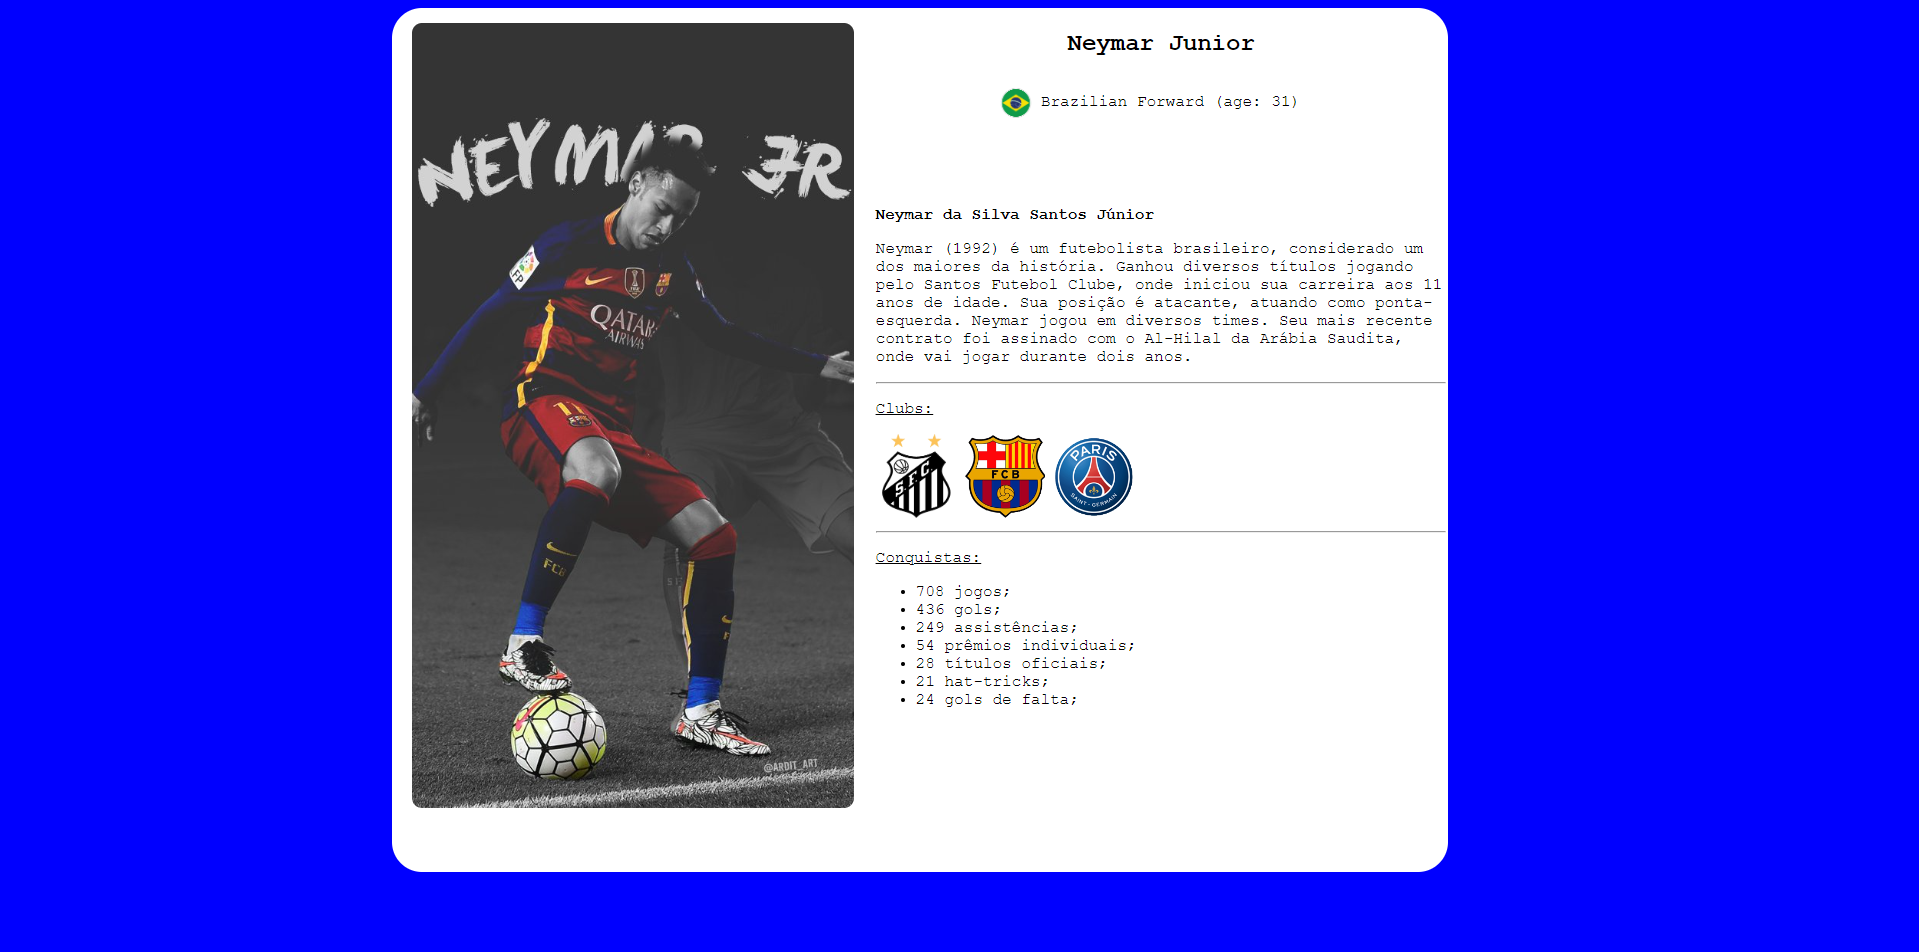 NEYMAR JR
FP
QATAR
AIRWAYS
11
FCB
@ARDIT_ART
Neymar Junior
Brazilian Forward (age: 31)
Neymar da Silva Santos Júnior
Neymar (1992) é um futebolista brasileiro, considerado um
dos maiores da história. Ganhou diversos títulos jogando
pelo Santos Futebol Clube, onde iniciou sua carreira aos 11
anos de idade. Sua posição é atacante, atuando como ponta-
esquerda. Neymar jogou em diversos times. Seu mais recente
contrato foi assinado com o Al-Hilal da Arábia Saudita,
onde vai jogar durante dois anos.
Clubs:
SFC
FCB
PARIS
SAINT-GERMAIN
Conquistas:
708 jogos;
436 gols;
249 assistências;
54 prêmios individuais;
28 títulos oficiais;
21 hat-tricks;
24 gols de falta;